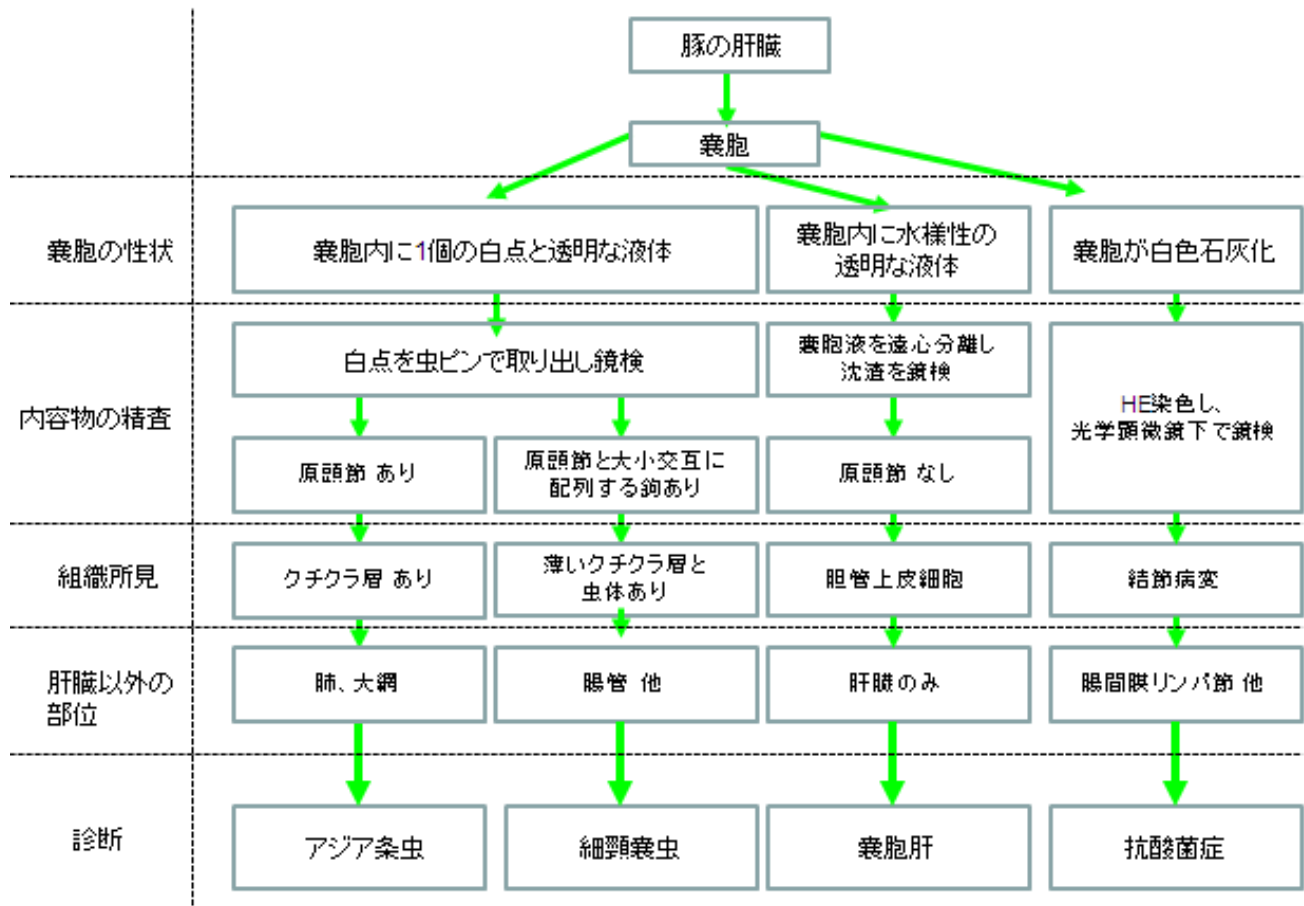 豚の肝臓
嚢胞
嚢胞の性状
嚢胞内に1個の白点と透明な液体
嚢胞内に水様性の
透明な液体
嚢胞が白色石灰化
内容物の精査
白点を虫ピンで取り出し鏡検
嚢胞液を遠心分離し
沈渣を鏡検
HE染色し、
光学顕微鏡下で鏡検
原頭節 あり
原頭節と大小交互に
配列する鉤あり
原頭節 なし
組織所見
クチクラ層 あり
薄いクチクラ層と
虫体あり
胆管上皮細胞
結節病変
肝臓以外の
部位
肺、大網
腸管 他
肝臓のみ
腸間膜リンパ節 他
診断
アジア条虫
細頸嚢虫
嚢胞肝
抗酸菌症